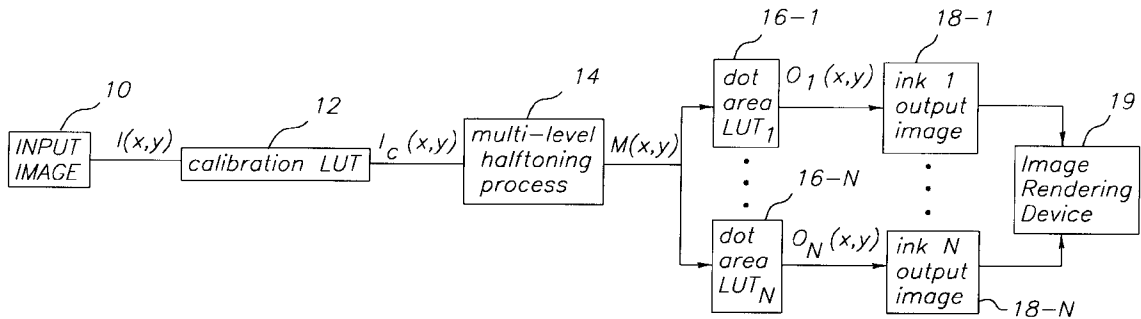 10
INPUT
IMAGE
I(x,y)
12
calibration LUT
I_c (x,y)
14
multi-level
halftoning
process
M(x,y)
16-1
dot
area
LUT_1
O_1 (x,y)
18-1
ink 1
output
image
16-N
dot
area
LUT_N
O_N (x,y)
ink N
output
image
18-N
19
Image
Rendering
Device